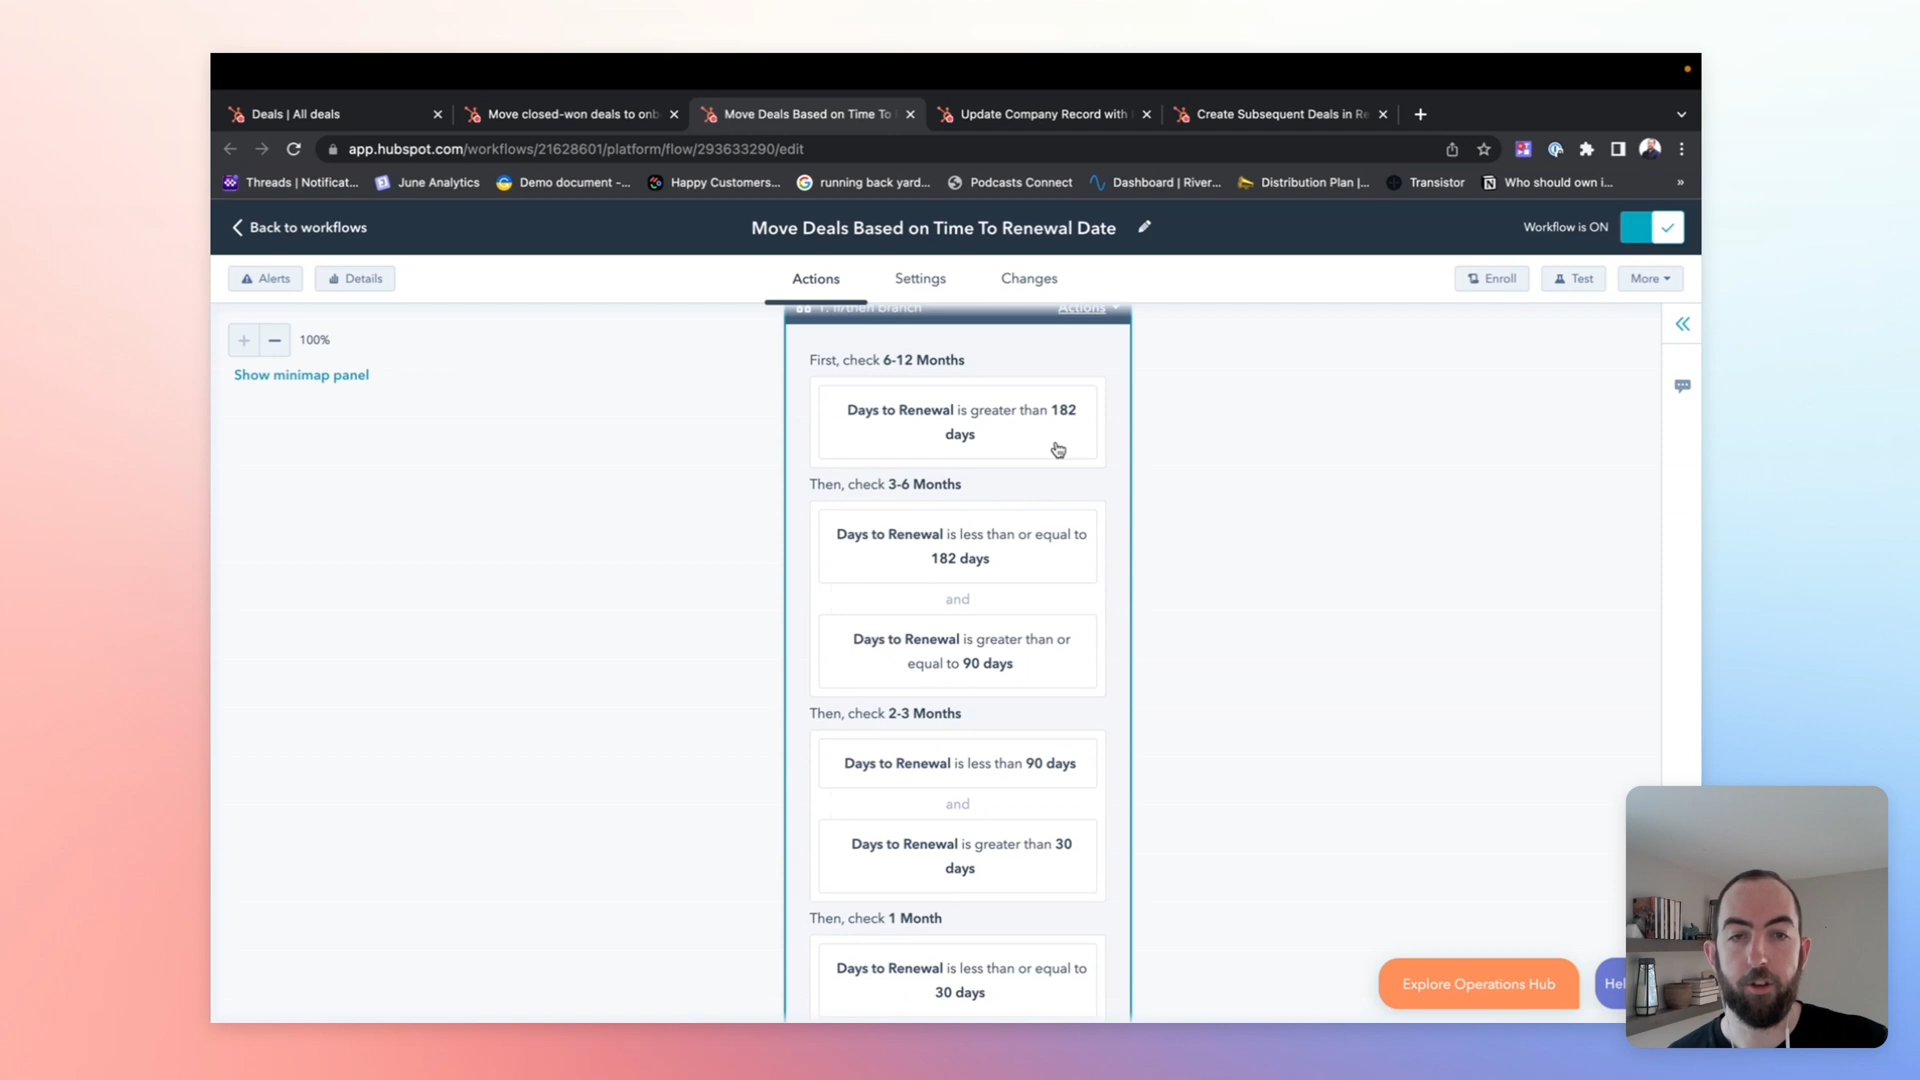 Deals | All deals
Move closed-won deals to onb
Move Deals Based on Time To
Update Company Record with
Create Subsequent Deals in Re
app.hubspot.com/workflows/21628601/platform/flow/293633290/edit
Threads | Notificat...
June Analytics
Demo document -...
Happy Customers...
running back yard...
Podcasts Connect
Dashboard | River...
Distribution Plan |...
Transistor
Who should own i...
»
Back to workflows
Move Deals Based on Time To Renewal Date
Workflow is ON
Alerts
Details
Actions
Settings
Changes
Enroll
Test
More
1. If/then branch
Actions
100%
Show minimap panel
First, check 6-12 Months
Days to Renewal is greater than 182
days
Then, check 3-6 Months
Days to Renewal is less than or equal to
182 days
and
Days to Renewal is greater than or
equal to 90 days
Then, check 2-3 Months
Days to Renewal is less than 90 days
and
Days to Renewal is greater than 30
days
Then, check 1 Month
Days to Renewal is less than or equal to
30 days
Explore Operations Hub
Hel